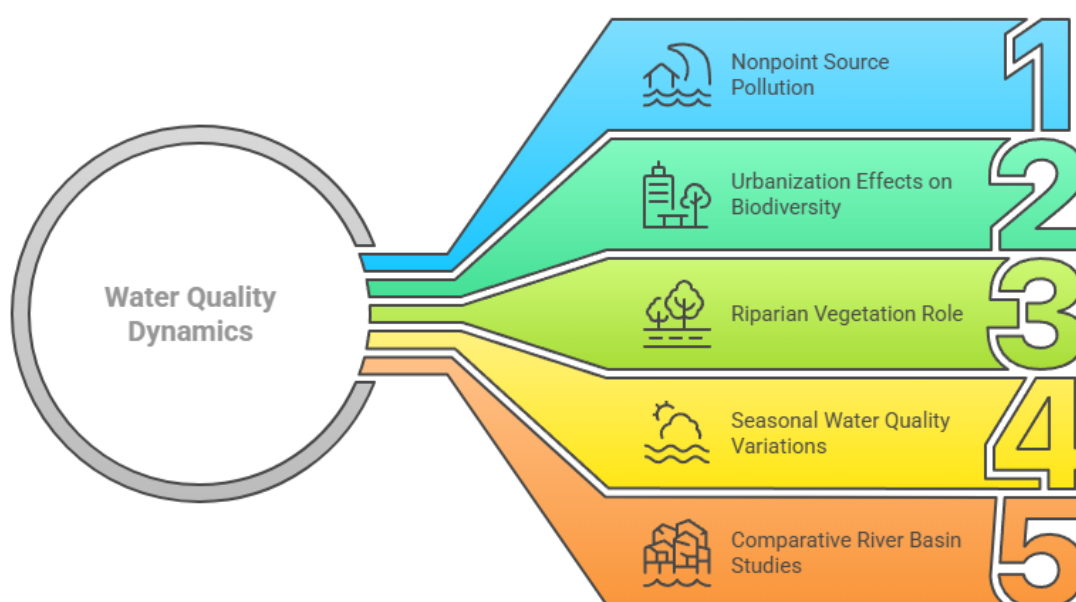 Water Quality
Dynamics
Nonpoint Source
Pollution
1
Urbanization Effects on
Biodiversity
2
Riparian Vegetation Role
3
Seasonal Water Quality
Variations
4
Comparative River Basin
Studies
5